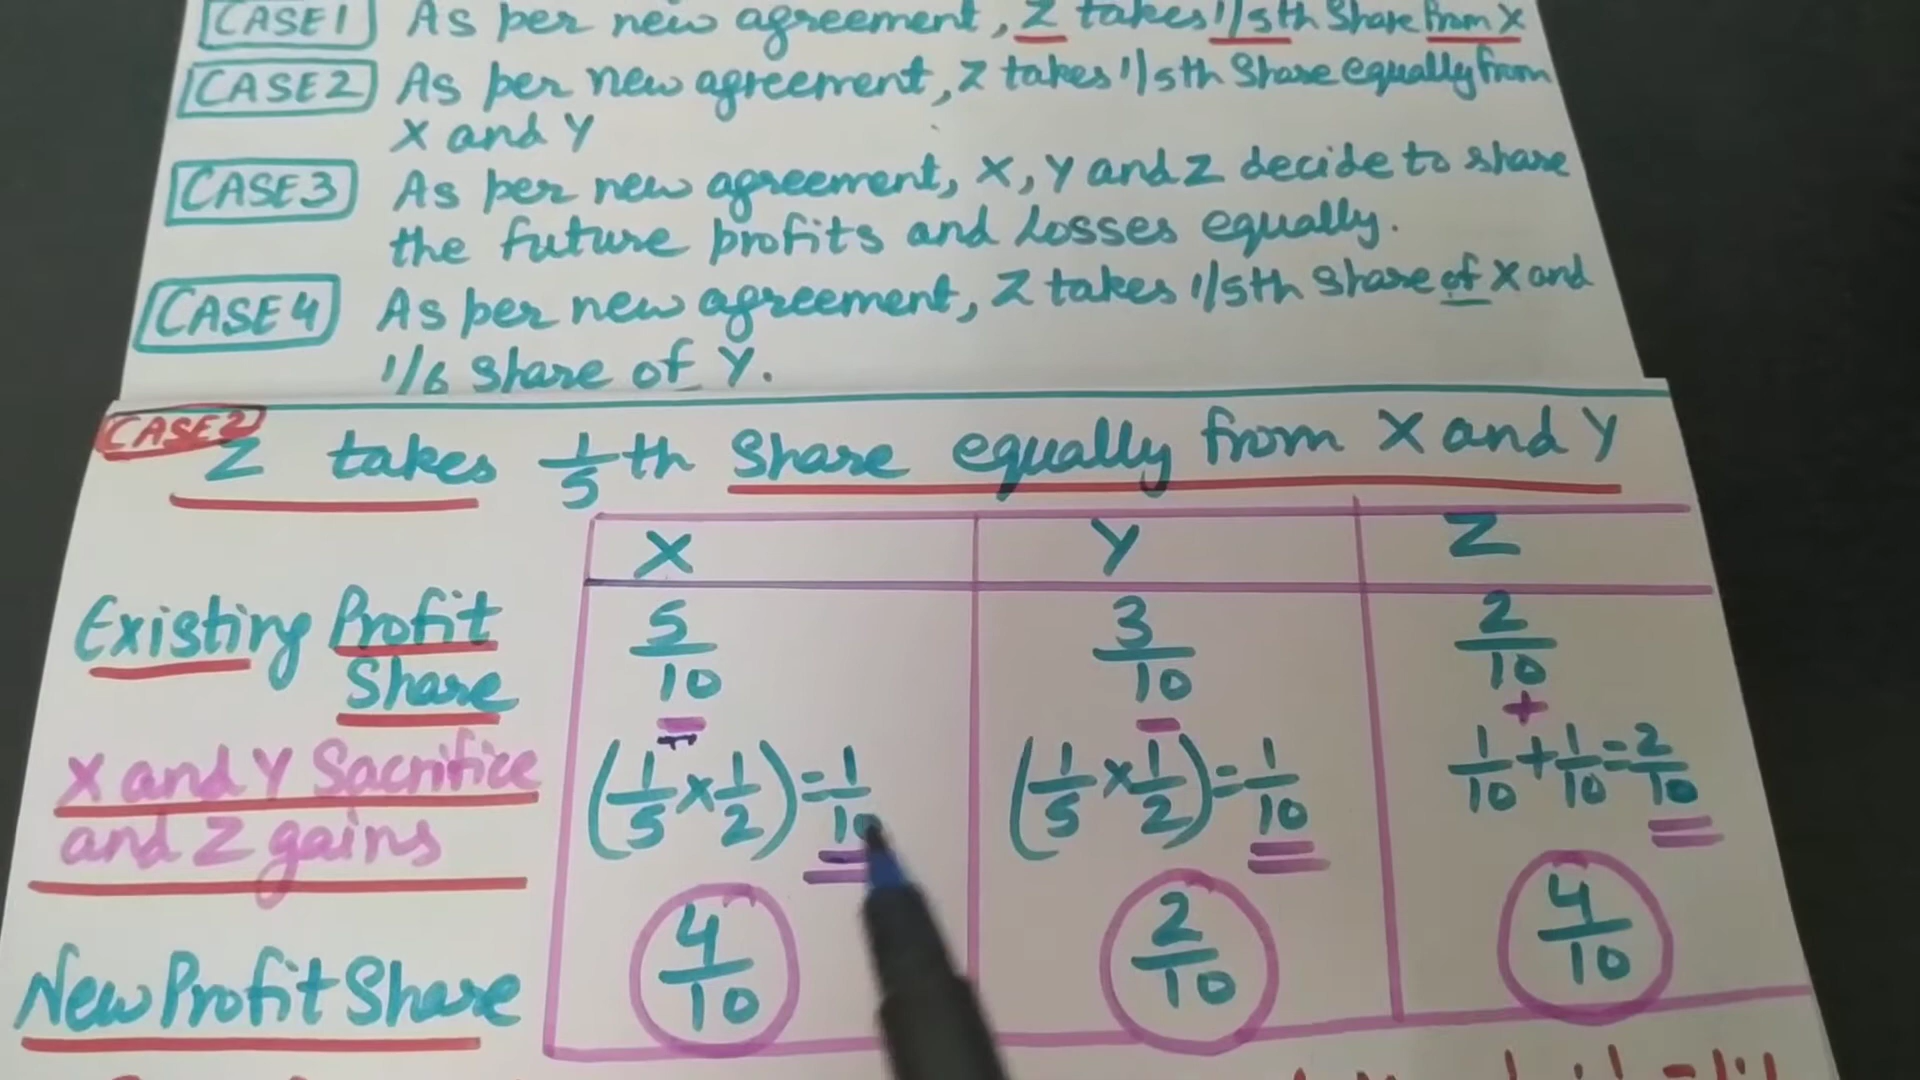 CASE 1 As per new agreement, Z takes 1/5th Share from X
CASE 2 As per new agreement, Z takes 1/5th Share equally from
X and Y
CASE 3 As per new agreement, X, Y and Z decide to share
the future profits and losses equally.
CASE 4 As per new agreement, Z takes 1/5th Share of X and
1/6 Share of Y.
CASE 2
Z takes 1/5 th Share equally from X and Y
X Y Z
Existing Profit Share 5/10 3/10 2/10
- - +
X and Y Sacrifice and Z gains (1/5 × 1/2) = 1/10 (1/5 × 1/2) = 1/10 1/10 + 1/10 = 2/10
New Profit Share 4/10 2/10 4/10